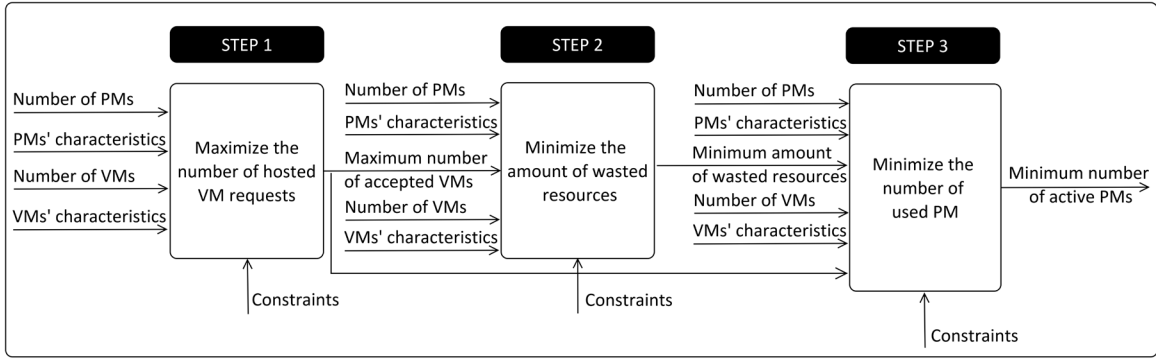 STEP 1
STEP 2
STEP 3
Number of PMs
PMs' characteristics
Number of VMs
VMs' characteristics
Maximize the
number of hosted
VM requests
Constraints
Number of PMs
PMs' characteristics
Maximum number
of accepted VMs
Number of VMs
VMs' characteristics
Minimize the
amount of wasted
resources
Constraints
Number of PMs
PMs' characteristics
Minimum amount
of wasted resources
Number of VMs
VMs' characteristics
Minimize the
number of
used PM
Constraints
Minimum number
of active PMs